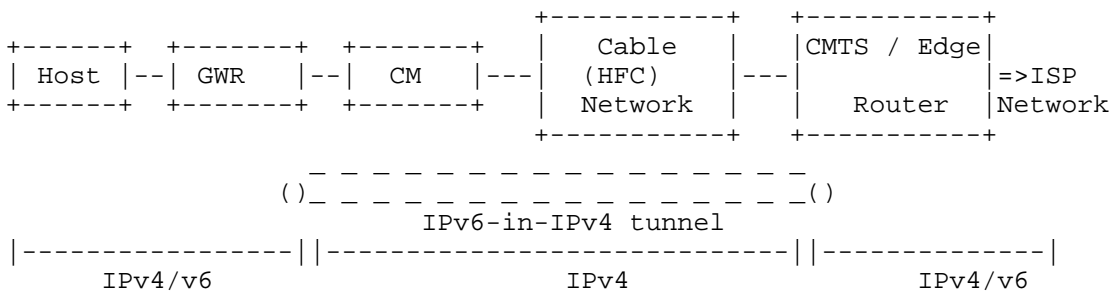 +-----------+    +-----------+
+------+  +-------+  +-------+      |   Cable   |    |CMTS / Edge|
| Host |--| GWR   |--|  CM   |---|  (HFC)    |---|           |=>ISP
+------+  +-------+  +-------+   |  Network  |   |   Router  |Network
                                    +-----------+    +-----------+
                 _ _ _ _ _ _ _ _ _ _ _ _ _ _ _ _
               ()_ _ _ _ _ _ _ _ _ _ _ _ _ _ _ _()
                        IPv6-in-IPv4 tunnel
|-----------------||-----------------------------||--------------|
      IPv4/v6                    IPv4                  IPv4/v6